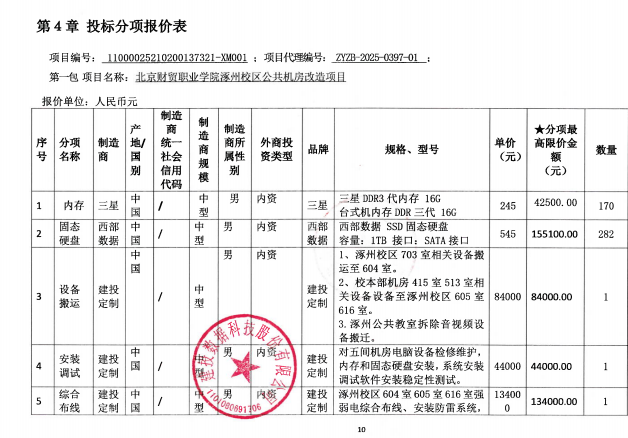 第 4 章 投标分项报价表
项目编号： 11000025210200137321-XM001 ；项目代理编号： ZYZB-2025-0397-01 ；
第一包 项目名称：北京财贸职业学院涿州校区公共机房改造项目
报价单位：人民币元
序号 分项名称 制造商 产地/国别 制造商统一社会信用代码 制造商规模 制造商所属性别 外商投资类型 品牌 规格、型号 单价（元） ★分项最高限价金额（元） 数量
1 内存 三星 中国 / 中型 男 内资 三星 三星 DDR3 代内存 16G 245 42500.00 170
台式机内存 DDR 三代 16G
2 固态硬盘 西部数据 中国 / 中型 男 内资 西部数据 西部数据 SSD 固态硬盘 545 155100.00 282
容量：1TB 接口：SATA 接口
3 设备搬运 建投定制 中国 / 中型 男 内资 建投定制 1、涿州校区 703 室相关设备搬 84000 84000.00 1
运至 604 室。
2、校本部机房 415 室 513 室相
关设备设备至涿州校区 605 室
616 室。
3.涿州公共教室拆除音视频设
备搬迁。
4 安装调试 建投定制 中国 / 中型 男 内资 建投定制 对五间机房电脑设备检修维护， 44000 44000.00 1
内存和固态硬盘安装，系统安装
调试软件安装稳定性测试。
5 综合布线 建投定制 中国 / 中型 男 内资 建投定制 涿州校区 604 室 605 室 616 室强 134000 134000.00 1
弱电综合布线、安装防雷系统，
建投数据科技股份有限公司
1101080691706
10